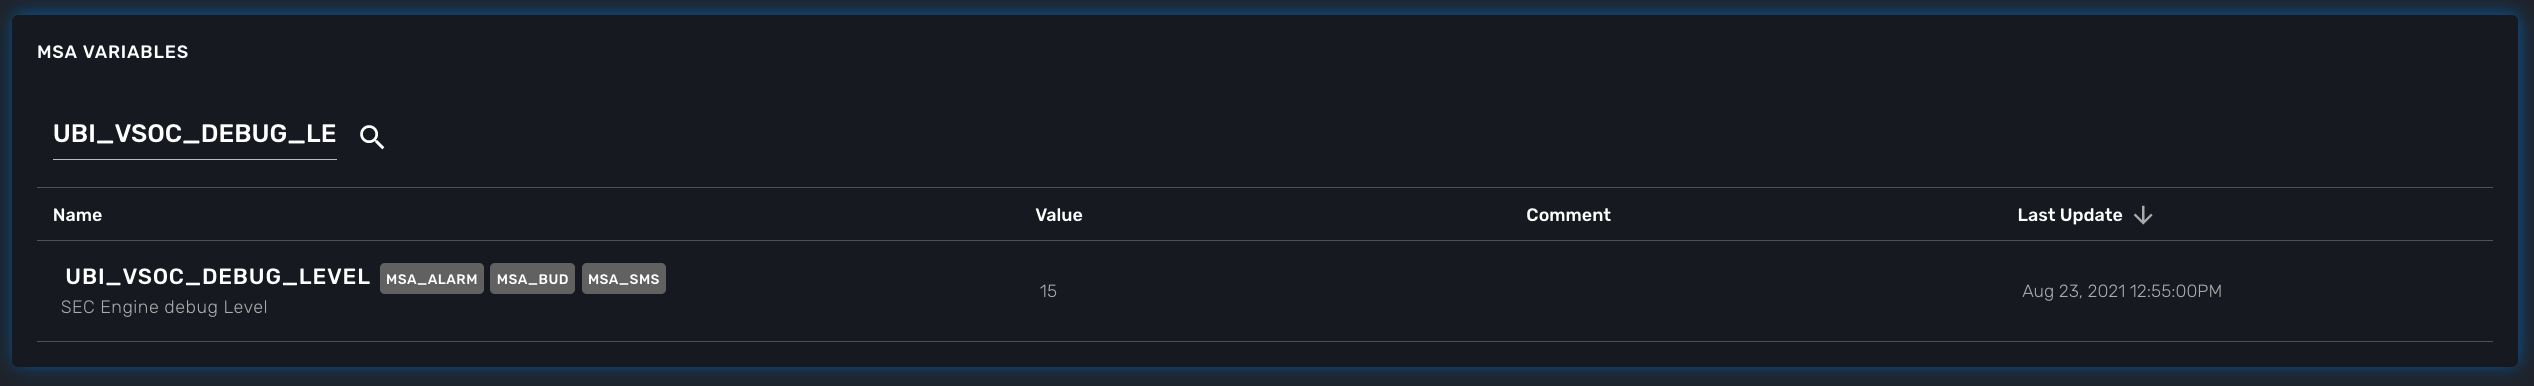 MSA VARIABLES
UBI_VSOC_DEBUG_LE
Name Value Comment Last Update
UBI_VSOC_DEBUG_LEVEL MSA_ALARM MSA_BUD MSA_SMS
SEC Engine debug Level
15 Aug 23, 2021 12:55:00PM